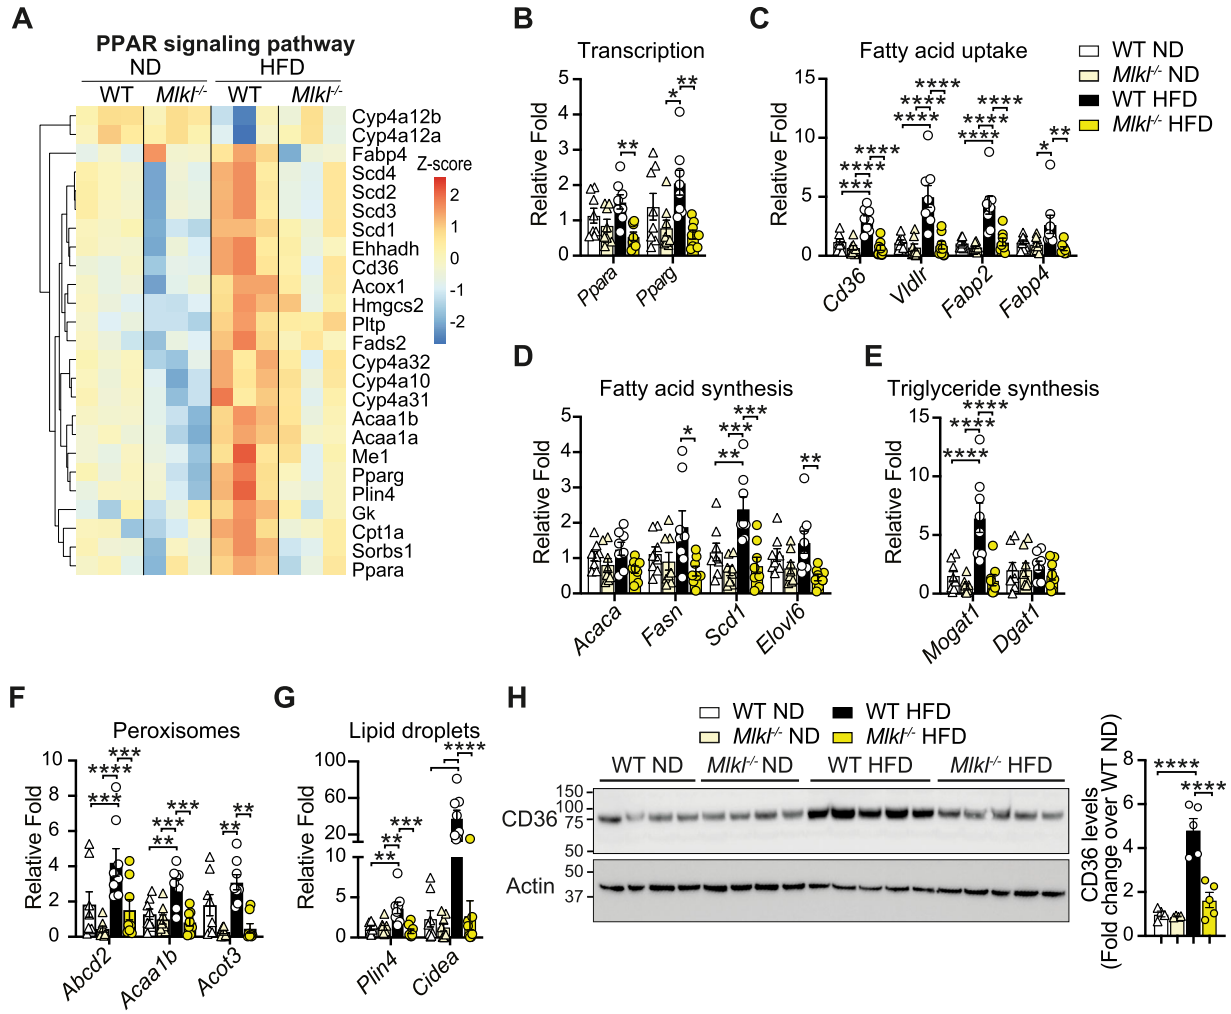 A
PPAR signaling pathway
ND HFD
WT Mlkl-/- WT Mlkl-/-
Cyp4a12b
Cyp4a12a
Fabp4
Scd4
Scd2
Scd3
Scd1
Ehhadh
Cd36
Acox1
Hmgcs2
Pltp
Fads2
Cyp4a32
Cyp4a10
Cyp4a31
Acaa1b
Acaa1a
Me1
Pparg
Plin4
Gk
Cpt1a
Sorbs1
Ppara
Z-score
2
1
0
-1
-2
B
Transcription
Relative Fold
5
4
3
2
1
0
** * **
Ppara Pparg
C
Fatty acid uptake
Relative Fold
15
10
5
0
**** **** ***
**** **** ****
**** **** ****
* **
Cd36 Vldlr Fabp2 Fabp4
WT ND
Mlkl-/- ND
WT HFD
Mlkl-/- HFD
D
Fatty acid synthesis
Relative Fold
5
4
3
2
1
0
* *** *** ** **
Acaca Fasn Scd1 Elovl6
E
Triglyceride synthesis
Relative Fold
15
10
5
0
****
****
****
Mogat1 Dgat1
F
Peroxisomes
Relative Fold
10
8
6
4
2
0
*** **** ***
*** *** **
** **
Abcd2 Acaa1b Acot3
G
Lipid droplets
Relative Fold
100
60
20
10
5
0
*** ** **
****
Plin4 Cidea
H
WT ND WT HFD
Mlkl-/- ND Mlkl-/- HFD
WT ND Mlkl-/- ND WT HFD Mlkl-/- HFD
CD36
150
100
75
50
Actin
50
37
CD36 levels
(Fold change over WT ND)
8
6
4
2
0
****
****